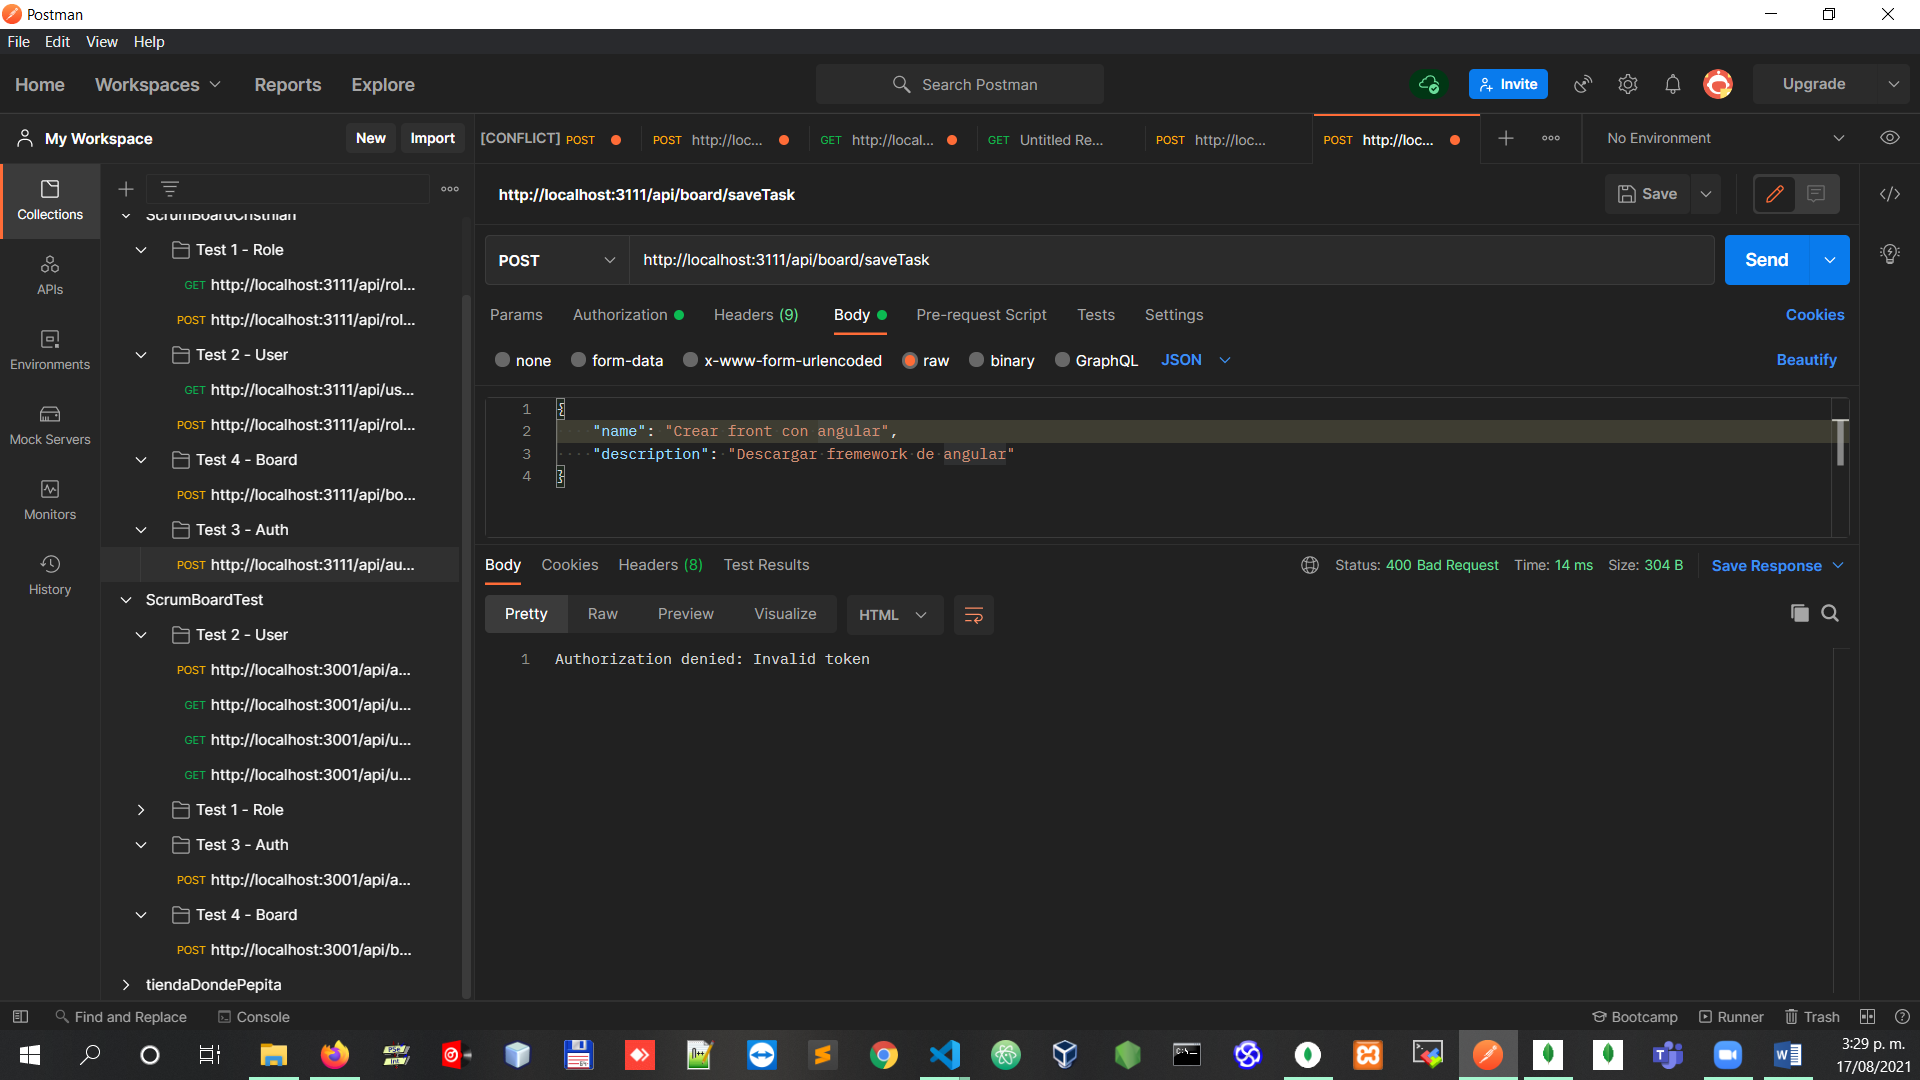 Postman
File Edit View Help
Home Workspaces Reports Explore Search Postman Invite Upgrade
My Workspace New Import
[CONFLICT] POST POST http://loc... GET http://local... GET Untitled Re... POST http://loc... POST http://loc... No Environment
Collections
APIs
Environments
Mock Servers
Monitors
History
ScrumBoardCristhian
Test 1 - Role
GET http://localhost:3111/api/rol...
POST http://localhost:3111/api/rol...
Test 2 - User
GET http://localhost:3111/api/us...
POST http://localhost:3111/api/rol...
Test 4 - Board
POST http://localhost:3111/api/bo...
Test 3 - Auth
POST http://localhost:3111/api/au...
ScrumBoardTest
Test 2 - User
POST http://localhost:3001/api/a...
GET http://localhost:3001/api/u...
GET http://localhost:3001/api/u...
GET http://localhost:3001/api/u...
Test 1 - Role
Test 3 - Auth
POST http://localhost:3001/api/a...
Test 4 - Board
POST http://localhost:3001/api/b...
tiendaDondePepita
http://localhost:3111/api/board/saveTask Save
POST http://localhost:3111/api/board/saveTask Send
Params Authorization Headers (9) Body Pre-request Script Tests Settings Cookies
none form-data x-www-form-urlencoded raw binary GraphQL JSON Beautify
1 {
2 "name": "Crear front con angular",
3 "description": "Descargar fremework de angular"
4 }
Body Cookies Headers (8) Test Results Status: 400 Bad Request Time: 14 ms Size: 304 B Save Response
Pretty Raw Preview Visualize HTML
1 Authorization denied: Invalid token
Find and Replace Console Bootcamp Runner Trash
3:29 p. m.
17/08/2021